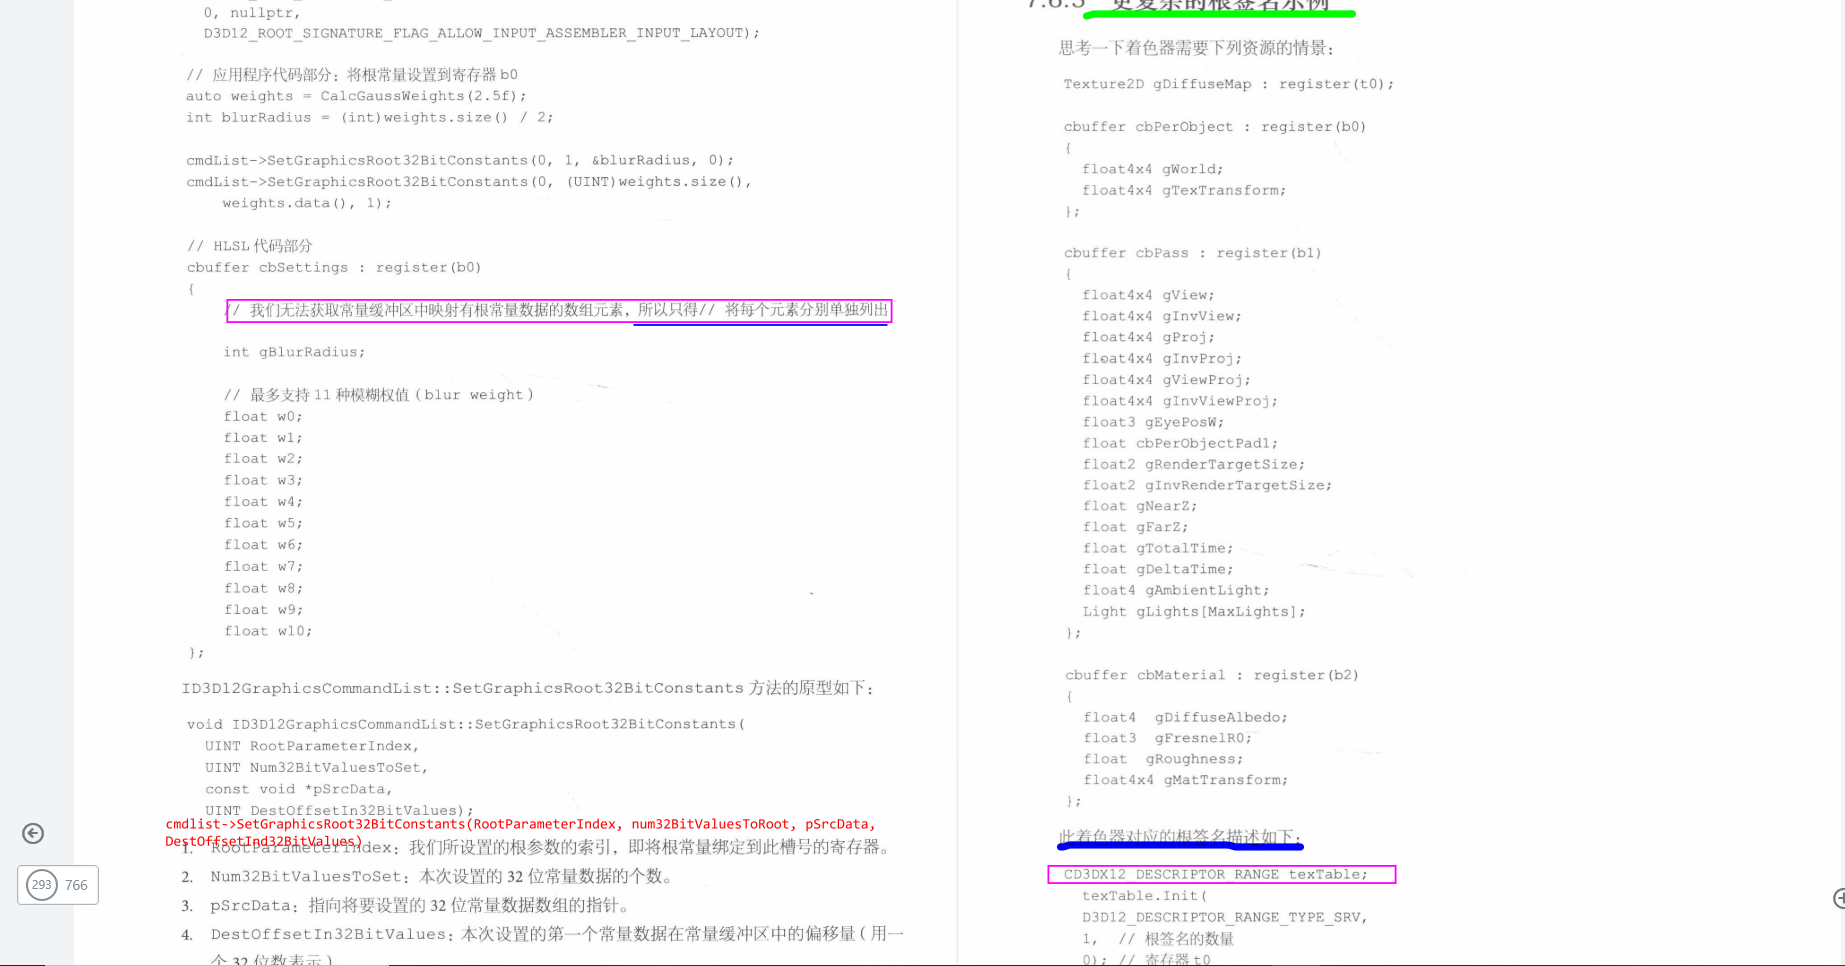 0, nullptr,
D3D12_ROOT_SIGNATURE_FLAG_ALLOW_INPUT_ASSEMBLER_INPUT_LAYOUT);
// 应用程序代码部分：将根常量设置到寄存器 b0
auto weights = CalcGaussWeights(2.5f);
int blurRadius = (int)weights.size() / 2;
cmdList->SetGraphicsRoot32BitConstants(0, 1, &blurRadius, 0);
cmdList->SetGraphicsRoot32BitConstants(0, (UINT)weights.size(),
weights.data(), 1);
// HLSL 代码部分
cbuffer cbSettings : register(b0)
{
// 我们无法获取常量缓冲区中映射有根常量数据的数组元素，所以只得// 将每个元素分别单独列出
int gBlurRadius;
// 最多支持 11 种模糊权值（blur weight）
float w0;
float w1;
float w2;
float w3;
float w4;
float w5;
float w6;
float w7;
float w8;
float w9;
float w10;
};
ID3D12GraphicsCommandList::SetGraphicsRoot32BitConstants 方法的原型如下：
void ID3D12GraphicsCommandList::SetGraphicsRoot32BitConstants(
UINT RootParameterIndex,
UINT Num32BitValuesToSet,
const void *pSrcData,
UINT DestOffsetIn32BitValues);
cmdlist->SetGraphicsRoot32BitConstants(RootParameterIndex, num32BitValuesToRoot, pSrcData,
DestOffsetInd32BitValues)
1. RootParameterIndex：我们所设置的根参数的索引，即将根常量绑定到此槽号的寄存器。
2. Num32BitValuesToSet：本次设置的 32 位常量数据的个数。
3. pSrcData：指向将要设置的 32 位常量数据数组的指针。
4. DestOffsetIn32BitValues：本次设置的第一个常量数据在常量缓冲区中的偏移量（用一
个 32 位数表示）。
293 766
7.6.5 更复杂的根签名示例
思考一下着色器需要下列资源的情景：
Texture2D gDiffuseMap : register(t0);
cbuffer cbPerObject : register(b0)
{
float4x4 gWorld;
float4x4 gTexTransform;
};
cbuffer cbPass : register(b1)
{
float4x4 gView;
float4x4 gInvView;
float4x4 gProj;
float4x4 gInvProj;
float4x4 gViewProj;
float4x4 gInvViewProj;
float3 gEyePosW;
float cbPerObjectPad1;
float2 gRenderTargetSize;
float2 gInvRenderTargetSize;
float gNearZ;
float gFarZ;
float gTotalTime;
float gDeltaTime;
float4 gAmbientLight;
Light gLights[MaxLights];
};
cbuffer cbMaterial : register(b2)
{
float4 gDiffuseAlbedo;
float3 gFresnelR0;
float gRoughness;
float4x4 gMatTransform;
};
此着色器对应的根签名描述如下：
CD3DX12_DESCRIPTOR_RANGE texTable;
texTable.Init(
D3D12_DESCRIPTOR_RANGE_TYPE_SRV,
1, // 根签名的数量
0); // 寄存器 t0